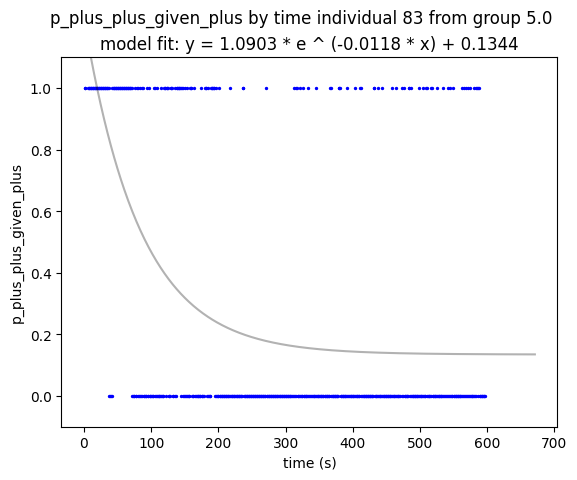 p_plus_plus_given_plus by time individual 83 from group 5.0
model fit: y = 1.0903 * e ^ (-0.0118 * x) + 0.1344
1.0
0.8
0.6
0.4
0.2
0.0
p_plus_plus_given_plus
0 100 200 300 400 500 600 700
time (s)